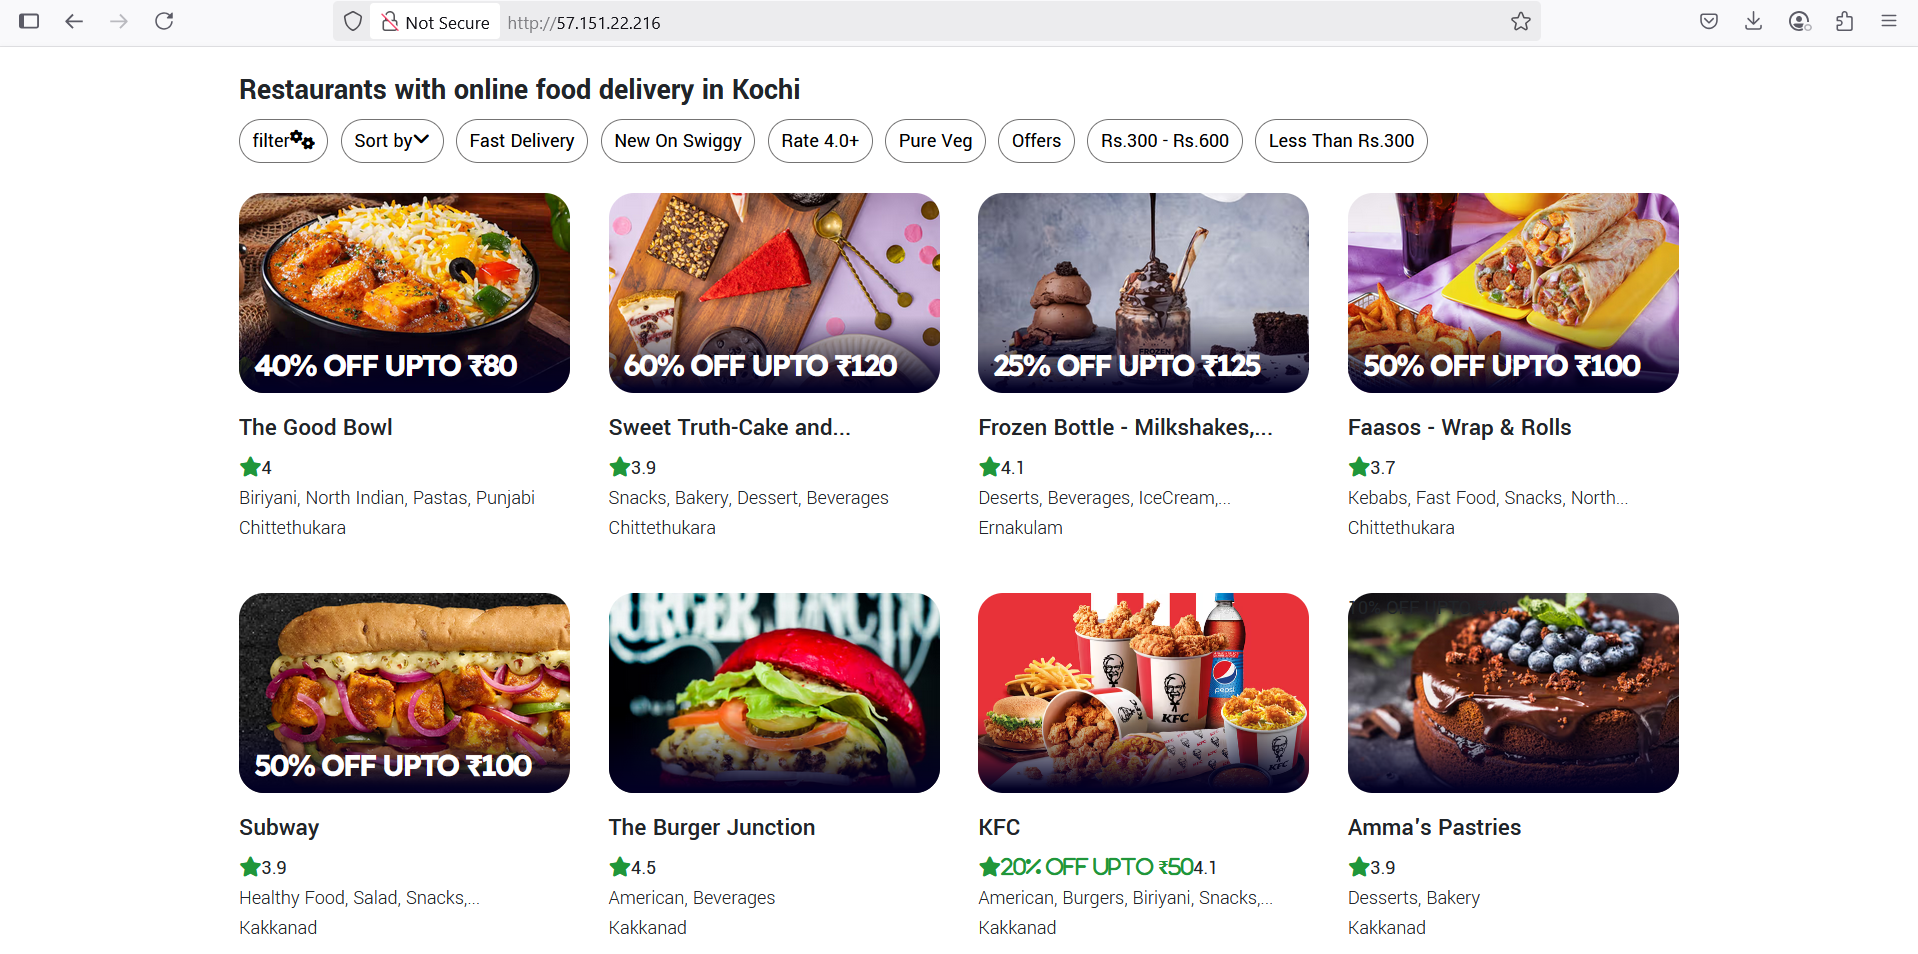 Not Secure http://57.151.22.216
Restaurants with online food delivery in Kochi
filter Sort by Fast Delivery New On Swiggy Rate 4.0+ Pure Veg Offers Rs.300 - Rs.600 Less Than Rs.300
40% OFF UPTO ₹80
60% OFF UPTO ₹120
FROZEN
25% OFF UPTO ₹125
50% OFF UPTO ₹100
The Good Bowl
4
Biriyani, North Indian, Pastas, Punjabi
Chittethukara
Sweet Truth-Cake and...
3.9
Snacks, Bakery, Dessert, Beverages
Chittethukara
Frozen Bottle - Milkshakes,...
4.1
Deserts, Beverages, IceCream,...
Ernakulam
Faasos - Wrap & Rolls
3.7
Kebabs, Fast Food, Snacks, North...
Chittethukara
50% OFF UPTO ₹100
Subway
3.9
Healthy Food, Salad, Snacks,...
Kakkanad
The Burger Junction
4.5
American, Beverages
Kakkanad
pepsi
KFC
KFC
KFC
20% OFF UPTO ₹504.1
American, Burgers, Biriyani, Snacks,...
Kakkanad
Amma's Pastries
3.9
Desserts, Bakery
Kakkanad